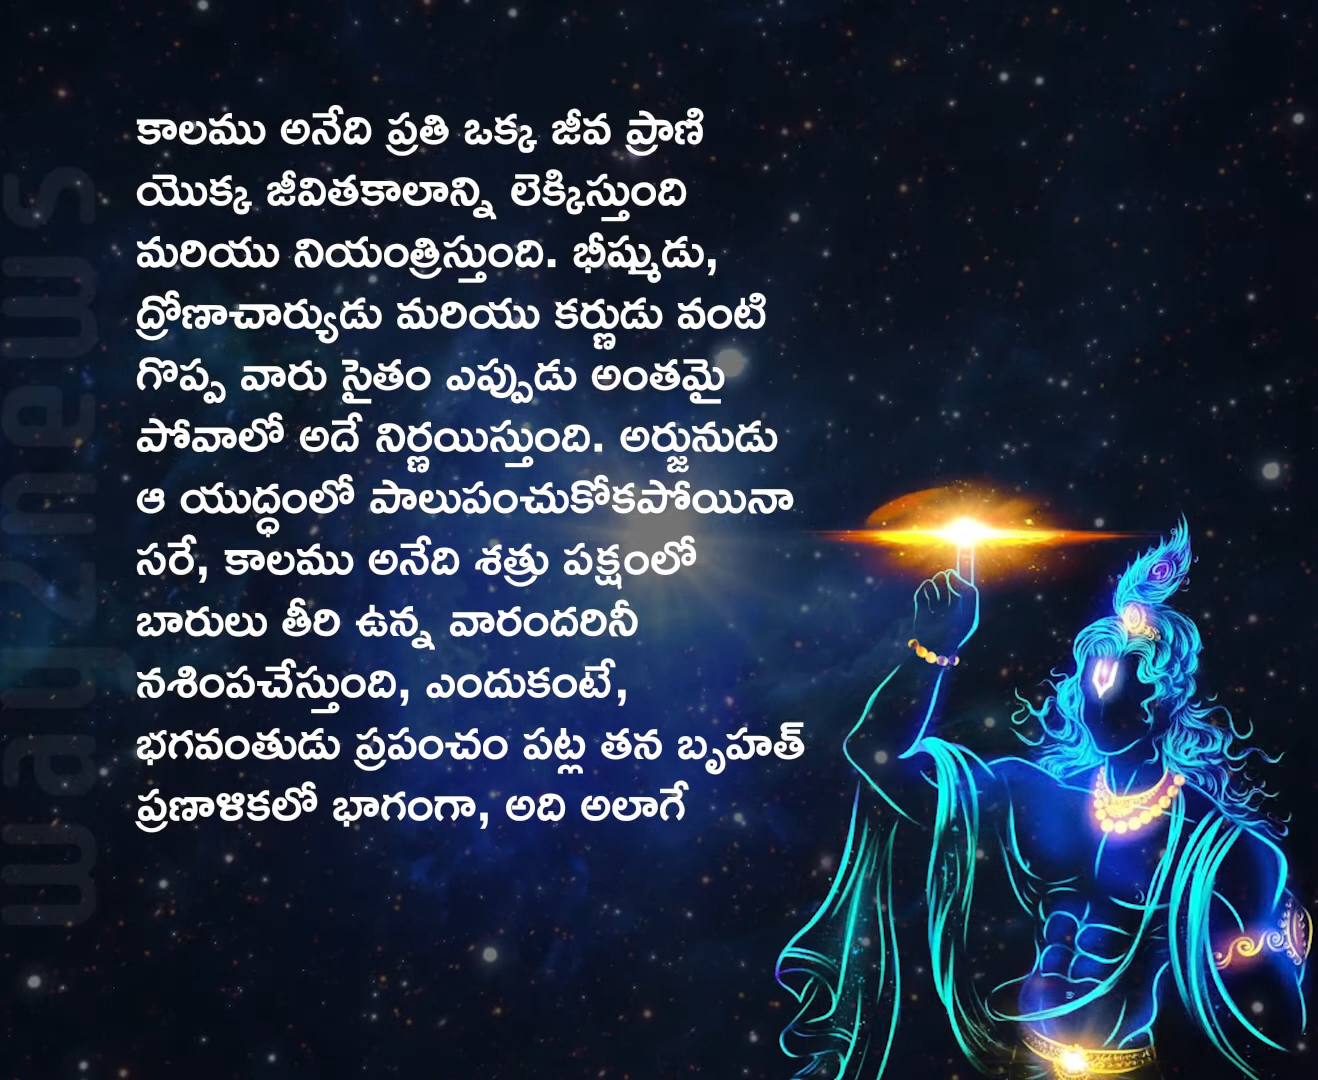 కాలము అనేది ప్రతి ఒక్క జీవ ప్రాణి
యొక్క జీవితకాలాన్ని లెక్కిస్తుంది
మరియు నియంత్రిస్తుంది. భీష్ముడు,
ద్రోణాచార్యుడు మరియు కర్ణుడు వంటి
గొప్ప వారు సైతం ఎప్పుడు అంతమై
పోవాలో అదే నిర్ణయిస్తుంది. అర్జునుడు
ఆ యుద్ధంలో పాలుపంచుకోకపోయినా
సరే, కాలము అనేది శత్రు పక్షంలో
బారులు తీరి ఉన్న వారందరినీ
నశింపచేస్తుంది, ఎందుకంటే,
భగవంతుడు ప్రపంచం పట్ల తన బృహత్
ప్రణాళికలో భాగంగా, అది అలాగే
way2news